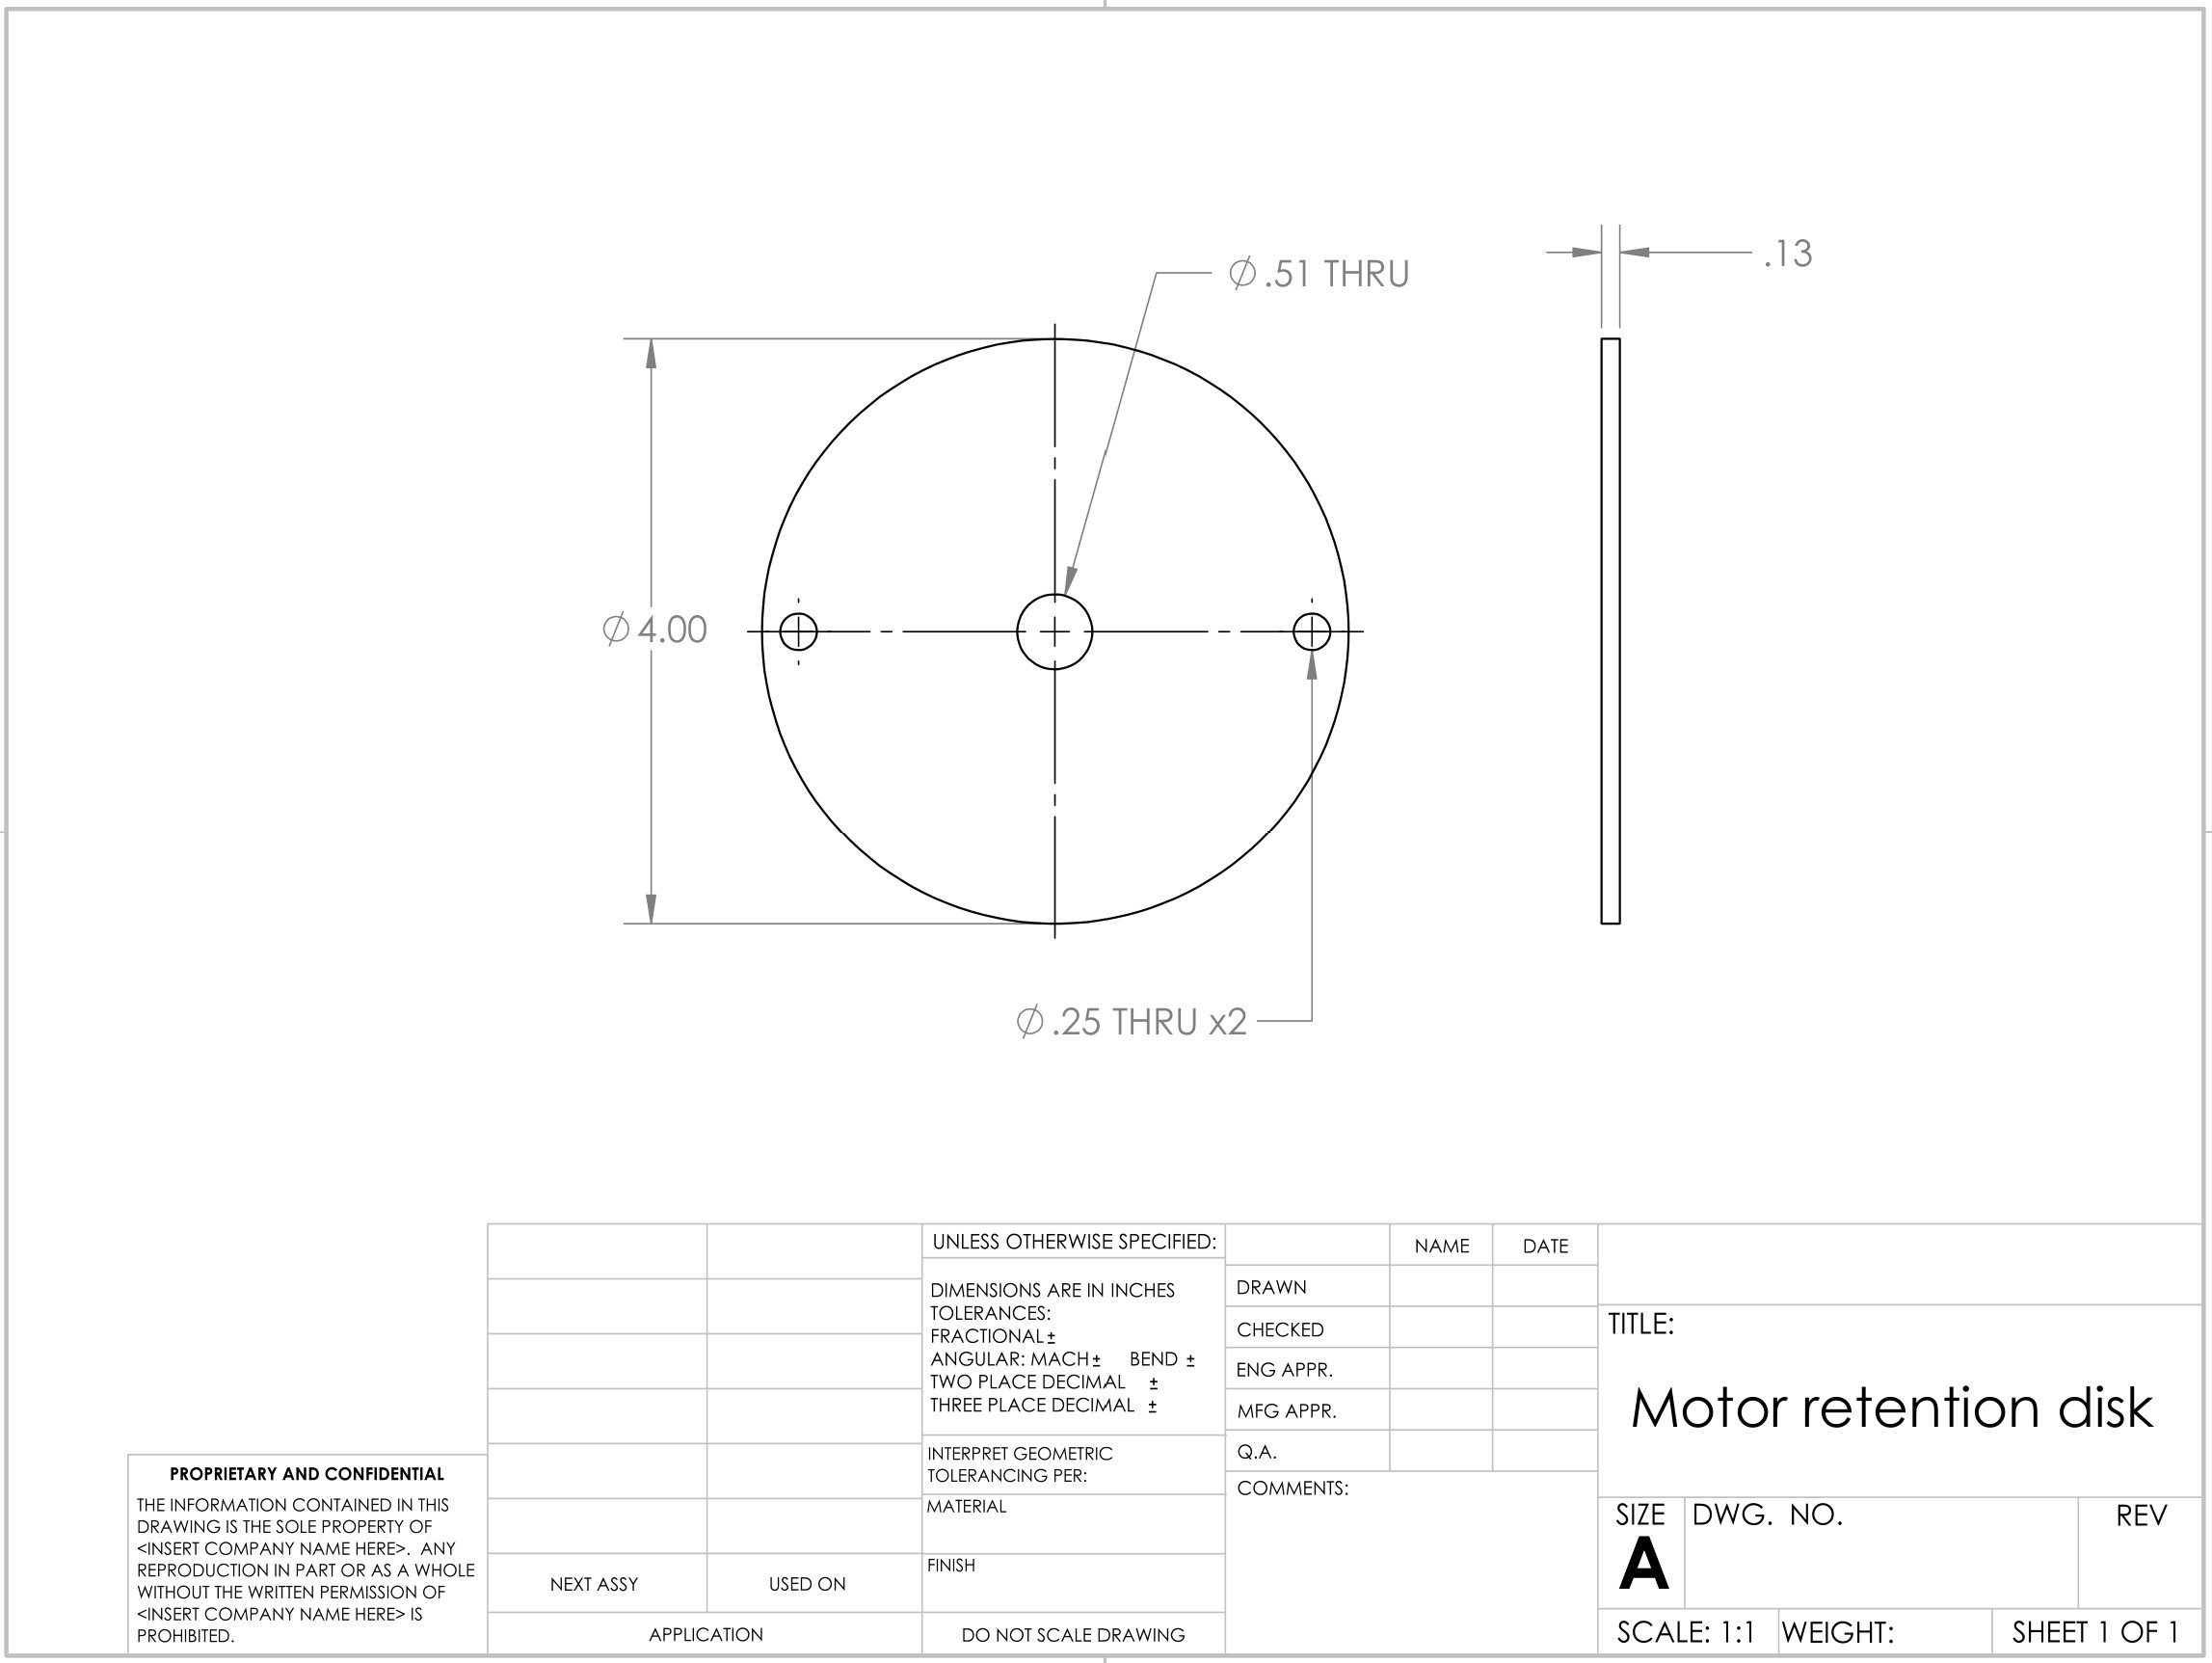 ⌀.51 THRU
.13
⌀4.00
⌀.25 THRU x2
UNLESS OTHERWISE SPECIFIED:
DIMENSIONS ARE IN INCHES
TOLERANCES:
FRACTIONAL±
ANGULAR: MACH± BEND ±
TWO PLACE DECIMAL ±
THREE PLACE DECIMAL ±
INTERPRET GEOMETRIC
TOLERANCING PER:
MATERIAL
FINISH
DO NOT SCALE DRAWING
NAME DATE
DRAWN
CHECKED
ENG APPR.
MFG APPR.
Q.A.
COMMENTS:
TITLE:
Motor retention disk
SIZE
A
DWG. NO.
REV
SCALE: 1:1
WEIGHT:
SHEET 1 OF 1
PROPRIETARY AND CONFIDENTIAL
THE INFORMATION CONTAINED IN THIS
DRAWING IS THE SOLE PROPERTY OF
<INSERT COMPANY NAME HERE>. ANY
REPRODUCTION IN PART OR AS A WHOLE
WITHOUT THE WRITTEN PERMISSION OF
<INSERT COMPANY NAME HERE> IS
PROHIBITED.
NEXT ASSY
USED ON
APPLICATION